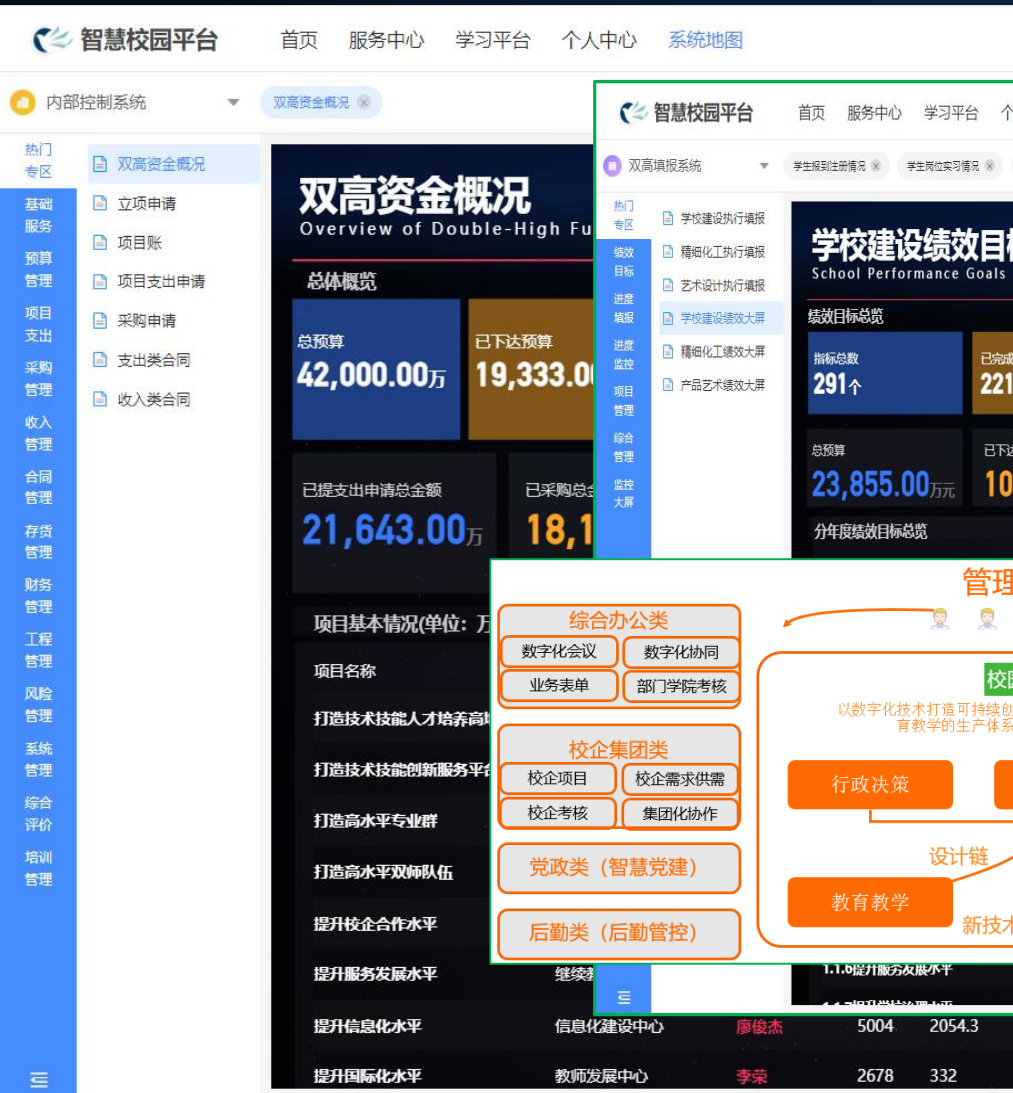 智慧校园平台 首页 服务中心 学习平台 个人中心 系统地图
内部控制系统 双高资金概况
热门
专区
基础
服务
预算
管理
项目
支出
采购
管理
收入
管理
合同
管理
存货
管理
财务
管理
工程
管理
风险
管理
系统
管理
综合
评价
培训
管理
双高资金概况
立项申请
项目账
项目支出申请
采购申请
支出类合同
收入类合同
双高资金概况
Overview of Double-High Fu
总体概览
总预算
42,000.00万
已下达预算
19,333.0
已提支出申请总金额
21,643.00万
已采购总
18,1
项目基本情况(单位：万
项目名称
打造技术技能人才培养高
打造技术技能创新服务平
打造高水平专业群
打造高水平双师队伍
提升校企合作水平
提升服务发展水平 继续
提升信息化水平 信息化建设中心 廖俊杰 5004 2054.3
提升国际化水平 教师发展中心 李荣 2678 332
智慧校园平台 首页 服务中心 学习平台 个
双高填报系统 学生报到注册情况 学生岗位实习情况
热门
专区
绩效
目标
进度
填报
进度
监控
项目
管理
综合
管理
监控
大屏
学校建设执行填报
精细化工执行填报
艺术设计执行填报
学校建设绩效大屏
精细化工绩效大屏
产品艺术绩效大屏
学校建设绩效目
School Performance Goals
绩效目标总览
指标总数
291个
已完成
221
总预算
23,855.00万元
已下达
10
分年度绩效目标总览
1.1.6提升服务发展水平
管理
综合办公类
数字化会议 数字化协同
业务表单 部门学院考核
校企集团类
校企项目 校企需求供需
校企考核 集团化协作
党政类（智慧党建）
后勤类（后勤管控）
校园
以数字化技术打造可持续创
育教学的生产体系
行政决策
设计链
教育教学
新技术